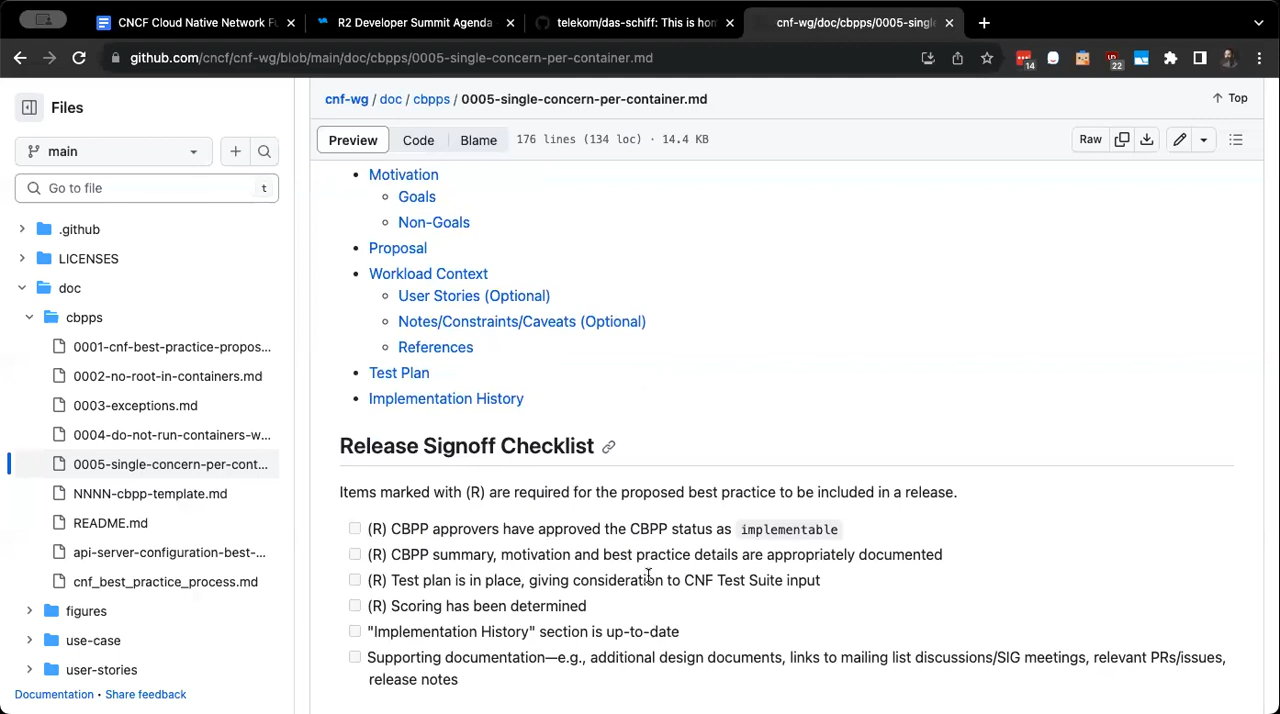 CNCF Cloud Native Network Fu
R2 Developer Summit Agenda
telekom/das-schiff: This is hom
cnf-wg/doc/cbpps/0005-single
github.com/cncf/cnf-wg/blob/main/doc/cbpps/0005-single-concern-per-container.md
14
22
Files
cnf-wg / doc / cbpps / 0005-single-concern-per-container.md
Top
main
Preview
Code
Blame
176 lines (134 loc) · 14.4 KB
Raw
Go to file
t
.github
LICENSES
doc
cbpps
0001-cnf-best-practice-propos...
0002-no-root-in-containers.md
0003-exceptions.md
0004-do-not-run-containers-w...
0005-single-concern-per-cont...
NNNN-cbpp-template.md
README.md
api-server-configuration-best-...
cnf_best_practice_process.md
figures
use-case
user-stories
Documentation • Share feedback
• Motivation
Goals
Non-Goals
• Proposal
• Workload Context
User Stories (Optional)
Notes/Constraints/Caveats (Optional)
References
• Test Plan
• Implementation History
Release Signoff Checklist
Items marked with (R) are required for the proposed best practice to be included in a release.
(R) CBPP approvers have approved the CBPP status as implementable
(R) CBPP summary, motivation and best practice details are appropriately documented
(R) Test plan is in place, giving consideration to CNF Test Suite input
(R) Scoring has been determined
"Implementation History" section is up-to-date
Supporting documentation—e.g., additional design documents, links to mailing list discussions/SIG meetings, relevant PRs/issues,
release notes